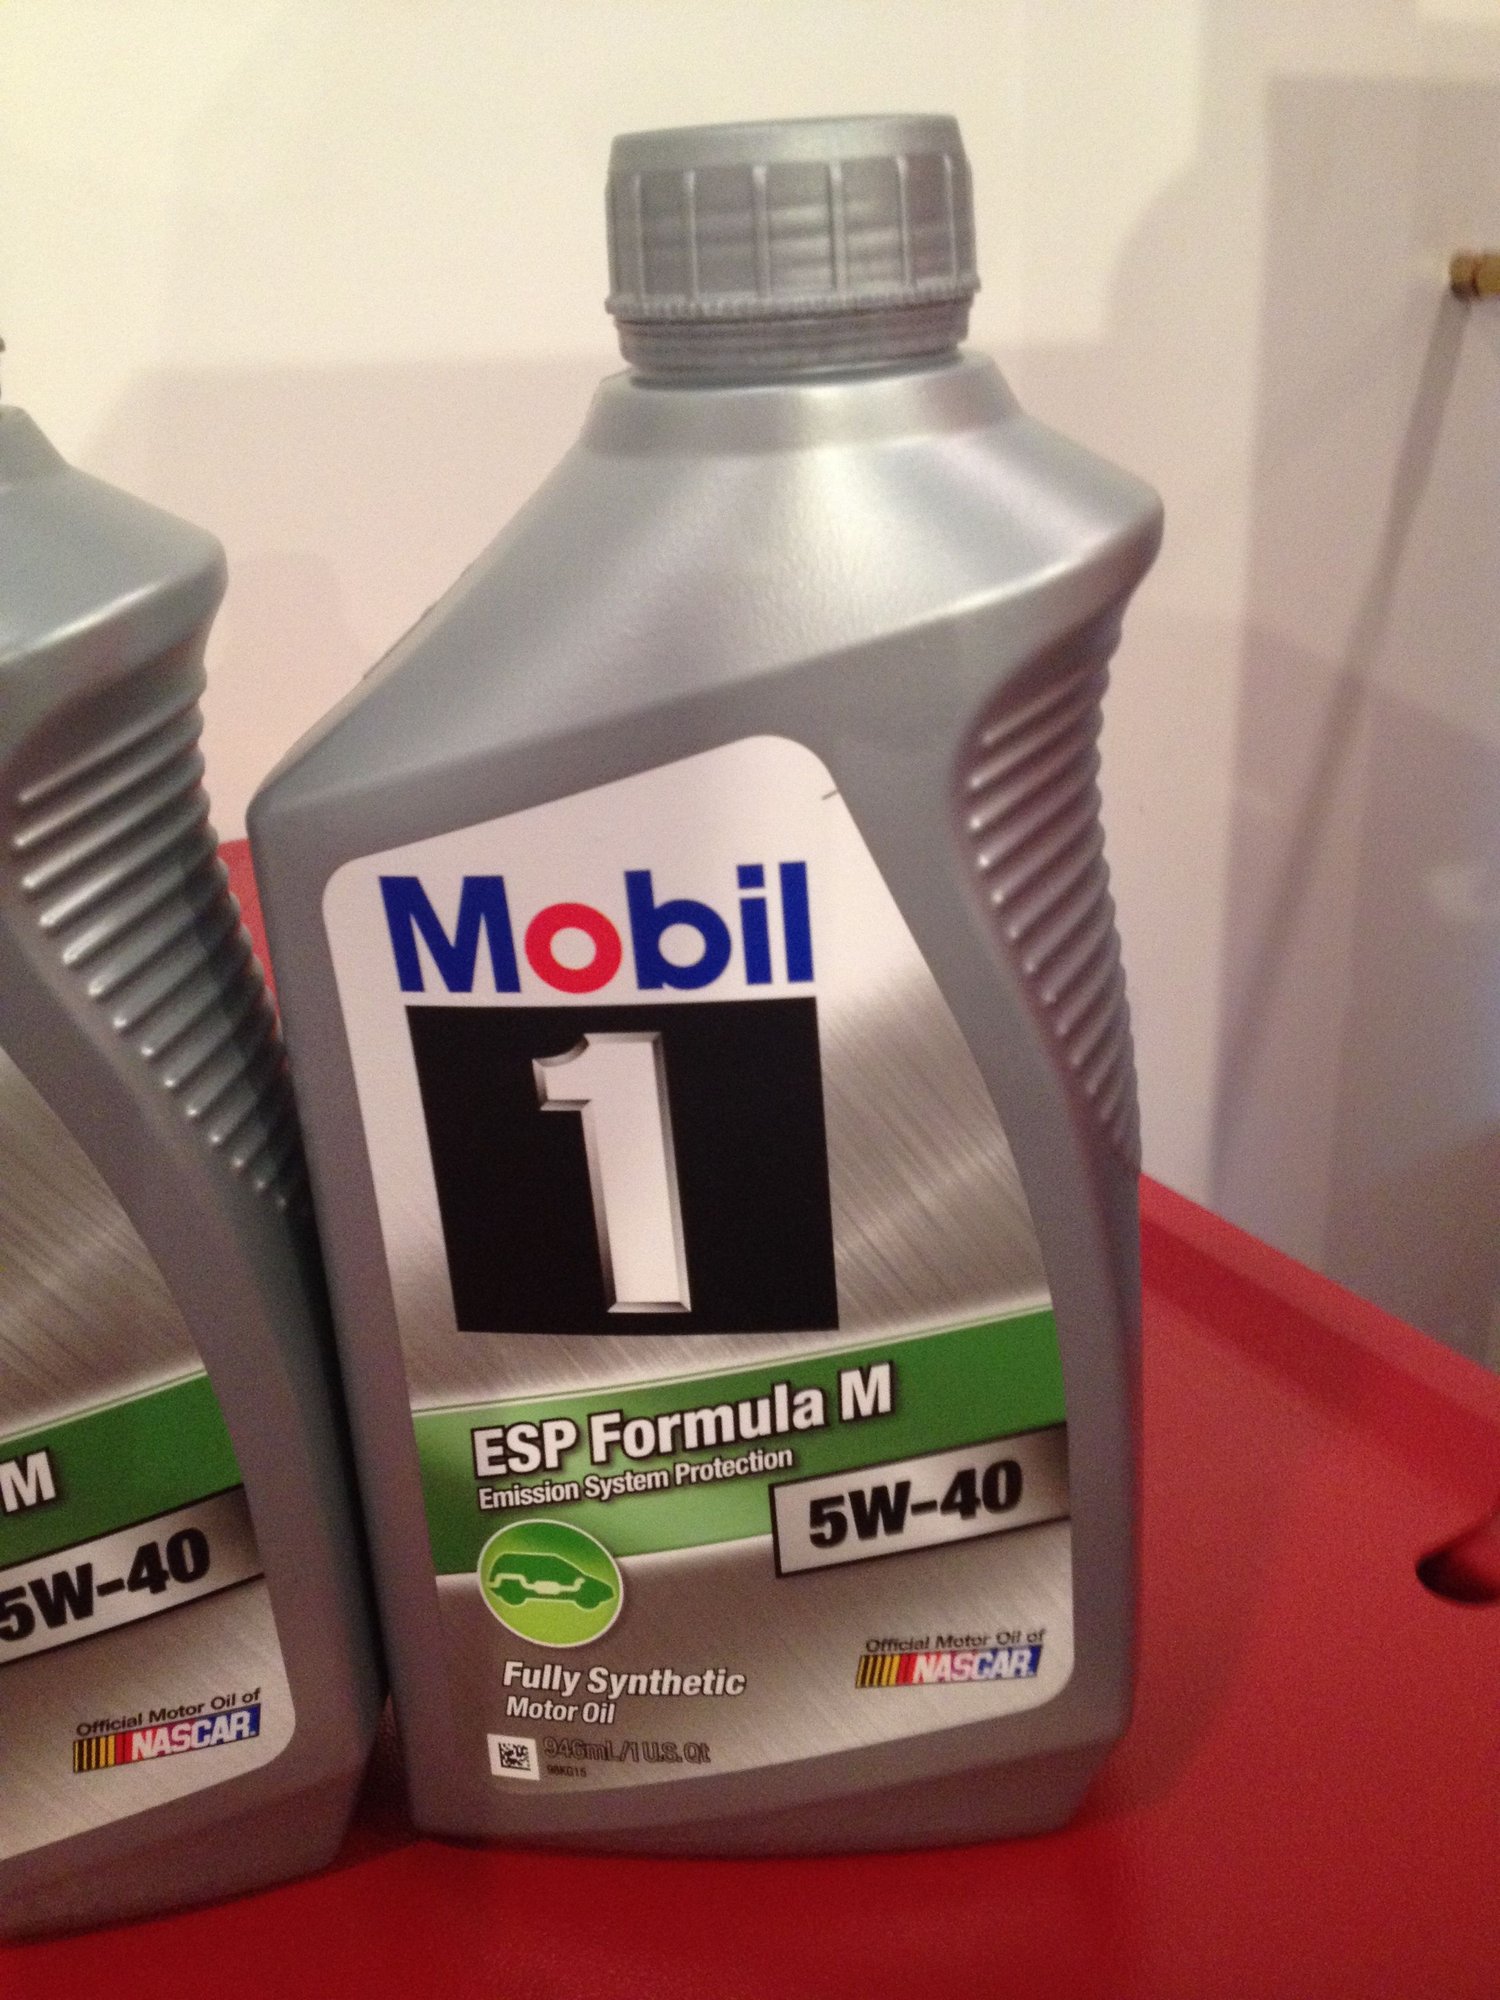 Mobil
1
ESP Formula M
Emission System Protection
5W-40
Fully Synthetic
Motor Oil
Official Motor Oil of
NASCAR
946mL/1 U.S. Qt
M
5W-40
Official Motor Oil of
NASCAR